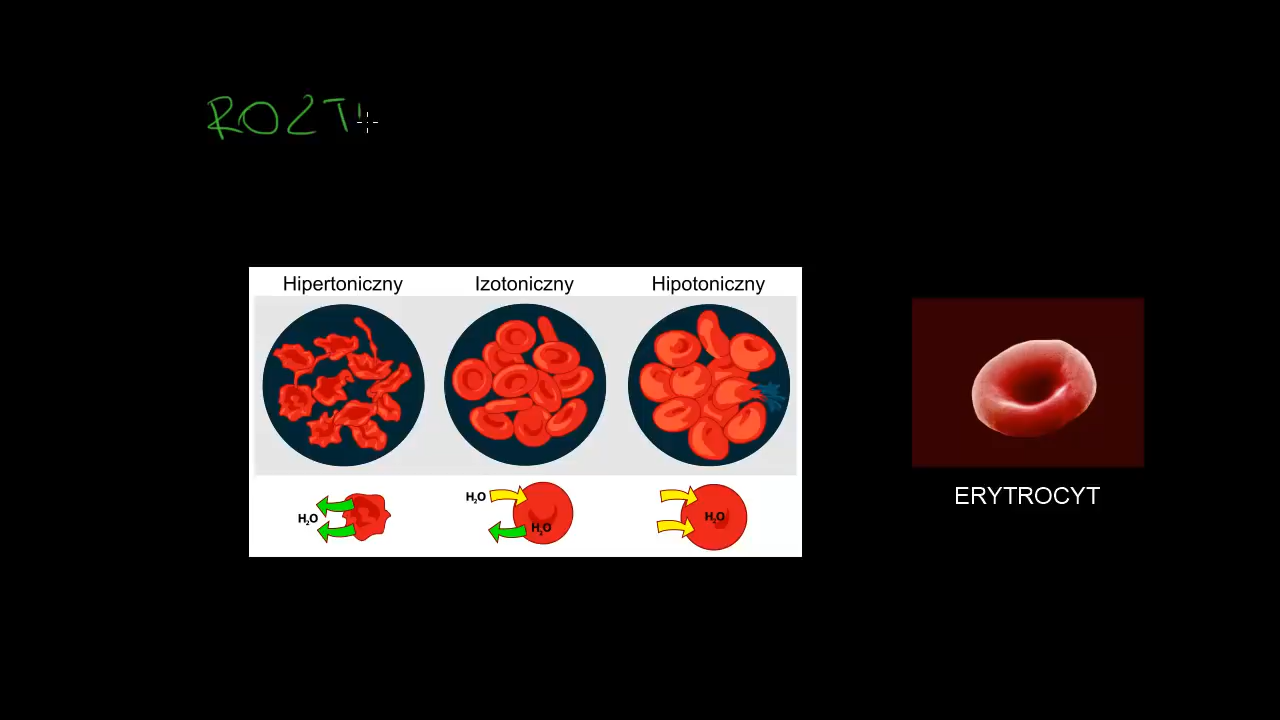 ROZT
Hipertoniczny Izotoniczny Hipotoniczny
H₂O H₂O H₂O H₂O
ERYTROCYT